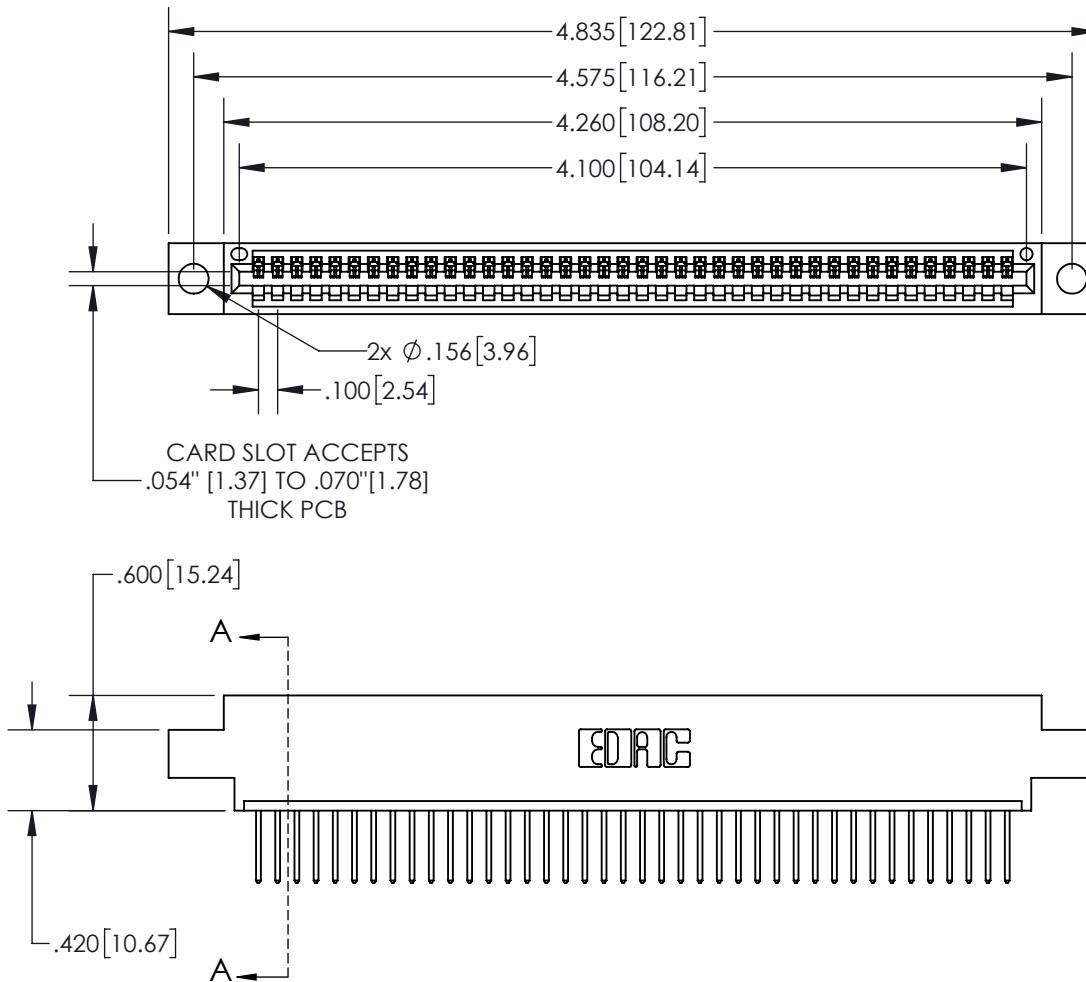 4.835[122.81]
4.575[116.21]
4.260[108.20]
4.100[104.14]
2x Ø .156[3.96]
.100[2.54]
CARD SLOT ACCEPTS
.054" [1.37] TO .070"[1.78]
THICK PCB
.600[15.24]
A
EDAC
.420[10.67]
A